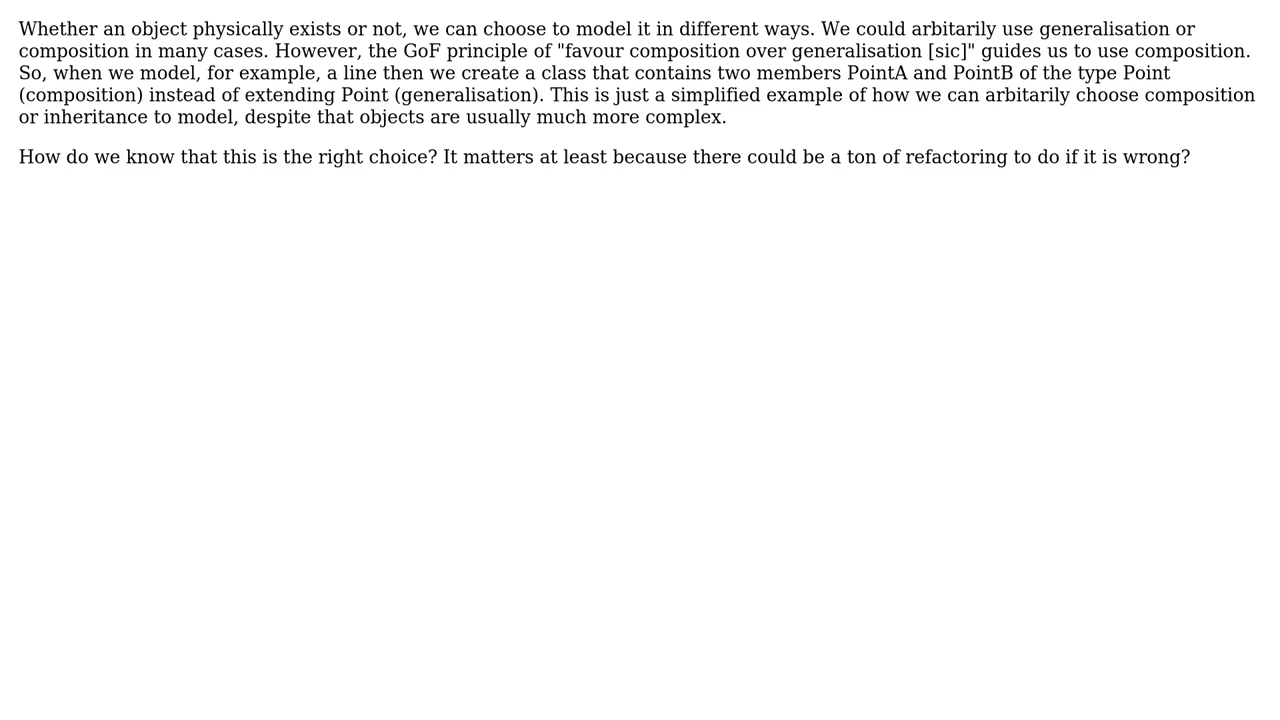 Whether an object physically exists or not, we can choose to model it in different ways. We could arbitarily use generalisation or
composition in many cases. However, the GoF principle of "favour composition over generalisation [sic]" guides us to use composition.
So, when we model, for example, a line then we create a class that contains two members PointA and PointB of the type Point
(composition) instead of extending Point (generalisation). This is just a simplified example of how we can arbitarily choose composition
or inheritance to model, despite that objects are usually much more complex.
How do we know that this is the right choice? It matters at least because there could be a ton of refactoring to do if it is wrong?